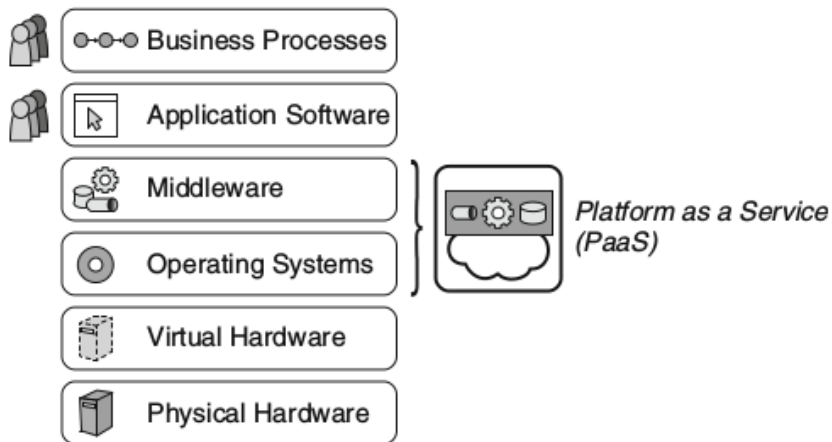 Business Processes
Application Software
Middleware
Operating Systems
Virtual Hardware
Physical Hardware
Platform as a Service
(PaaS)